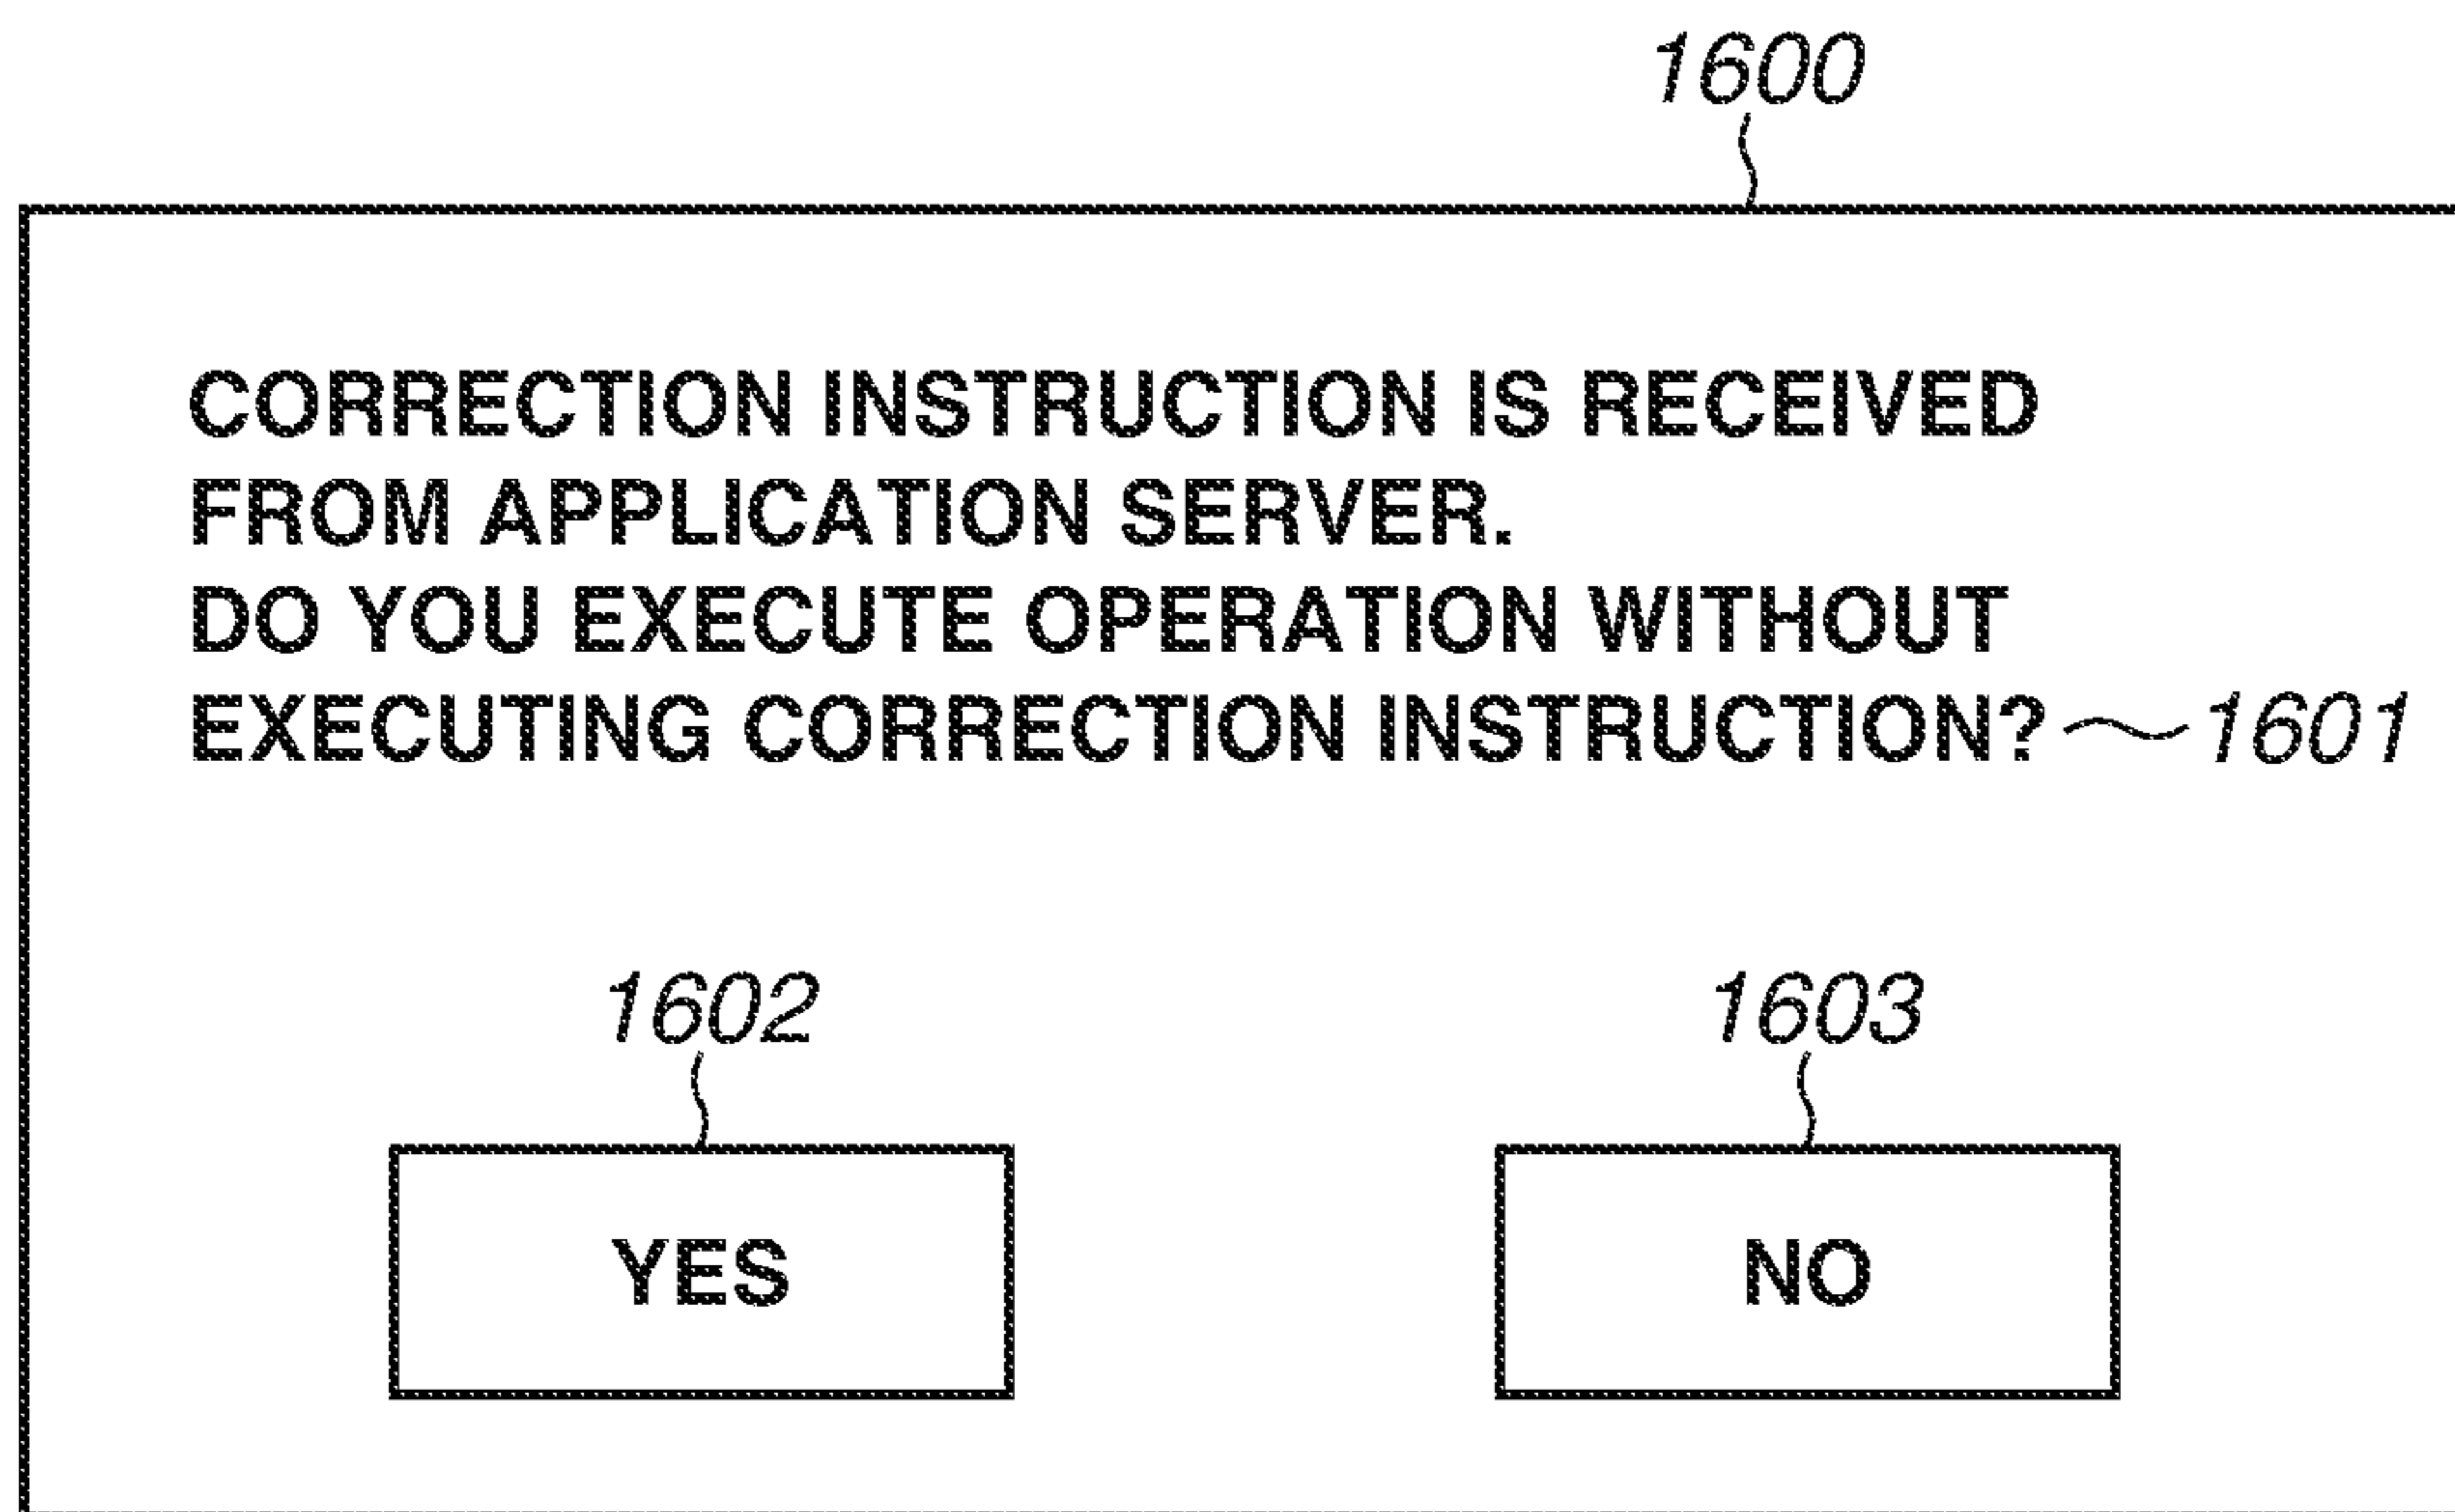 1600
CORRECTION INSTRUCTION IS RECEIVED
FROM APPLICATION SERVER.
DO YOU EXECUTE OPERATION WITHOUT
EXECUTING CORRECTION INSTRUCTION? 1601
1602 1603
YES NO